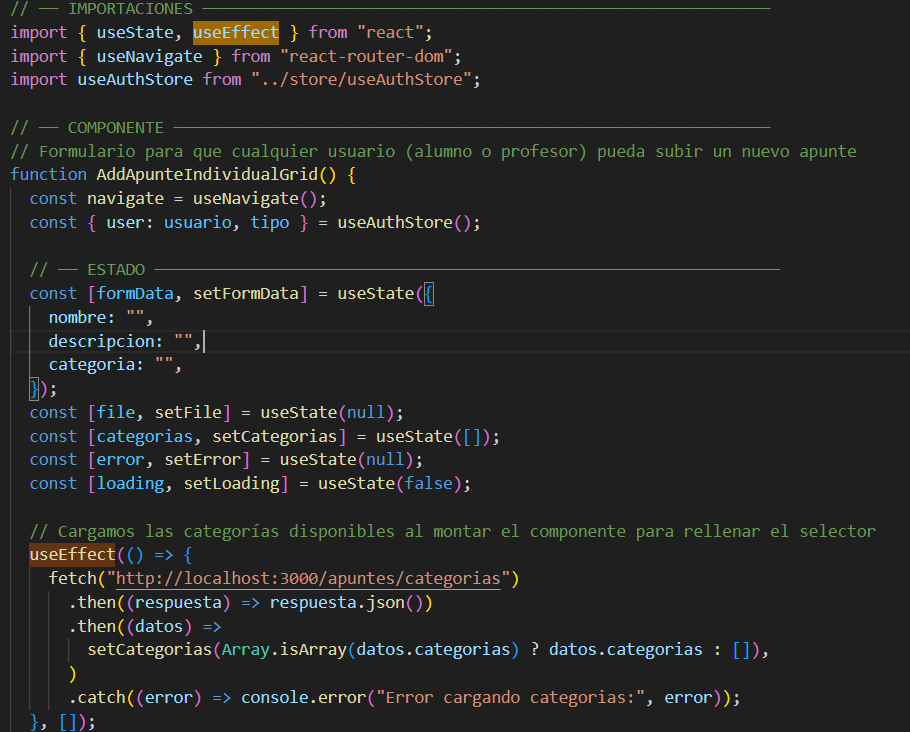 // ── IMPORTACIONES ───────────────────────────────────────────────────────────
import { useState, useEffect } from "react";
import { useNavigate } from "react-router-dom";
import useAuthStore from "../store/useAuthStore";
// ── COMPONENTE ──────────────────────────────────────────────────────────────
// Formulario para que cualquier usuario (alumno o profesor) pueda subir un nuevo apunte
function AddApunteIndividualGrid() {
  const navigate = useNavigate();
  const { user: usuario, tipo } = useAuthStore();
  // ── ESTADO ─────────────────────────────────────────────────────────────────
  const [formData, setFormData] = useState({
    nombre: "",
    descripcion: "",
    categoria: "",
  });
  const [file, setFile] = useState(null);
  const [categorias, setCategorias] = useState([]);
  const [error, setError] = useState(null);
  const [loading, setLoading] = useState(false);
  // Cargamos las categorías disponibles al montar el componente para rellenar el selector
  useEffect(() => {
    fetch("http://localhost:3000/apuntes/categorias")
      .then((respuesta) => respuesta.json())
      .then((datos) =>
        setCategorias(Array.isArray(datos.categorias) ? datos.categorias : []),
      )
      .catch((error) => console.error("Error cargando categorias:", error));
  }, []);